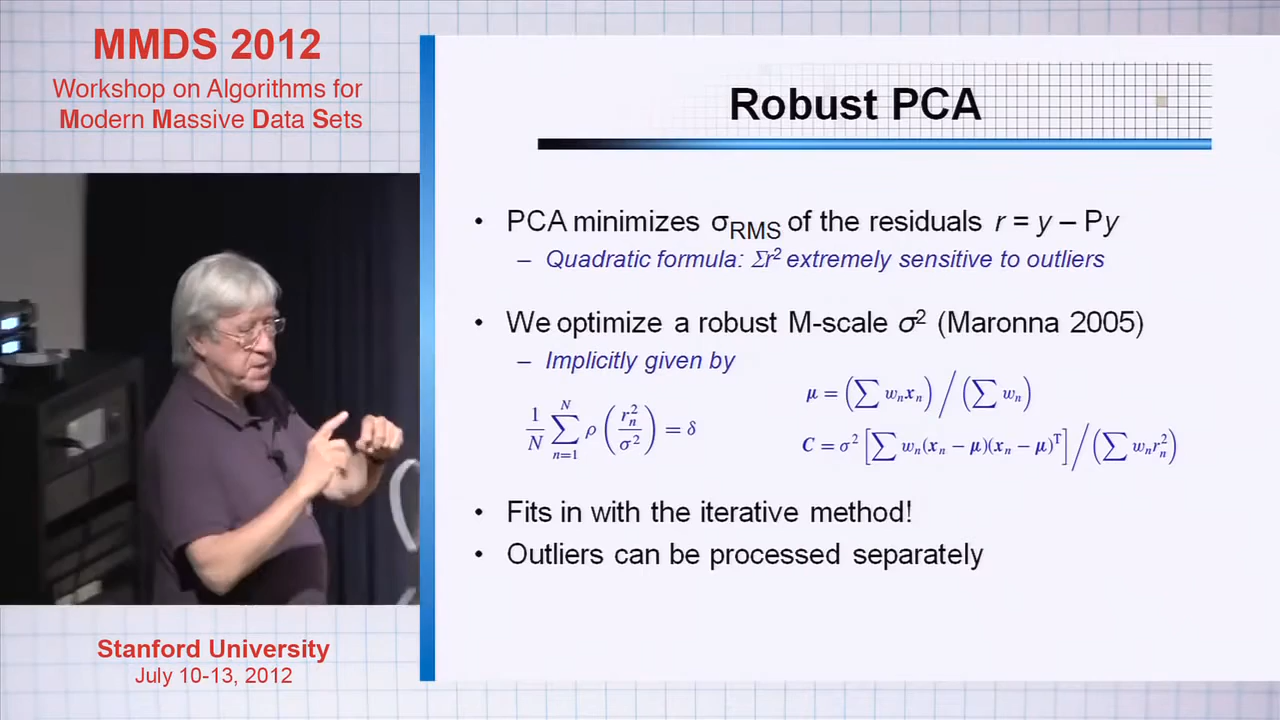 MMDS 2012
Workshop on Algorithms for
Modern Massive Data Sets
Robust PCA
• PCA minimizes σ_RMS of the residuals r = y – Py
– Quadratic formula: Σr² extremely sensitive to outliers
• We optimize a robust M-scale σ² (Maronna 2005)
– Implicitly given by
μ = (∑ wₙxₙ) / (∑ wₙ)
1/N ∑_{n=1}^{N} ρ (rₙ²/σ²) = δ
C = σ² [∑ wₙ(xₙ − μ)(xₙ − μ)ᵀ] / (∑ wₙrₙ²)
• Fits in with the iterative method!
• Outliers can be processed separately
Stanford University
July 10-13, 2012